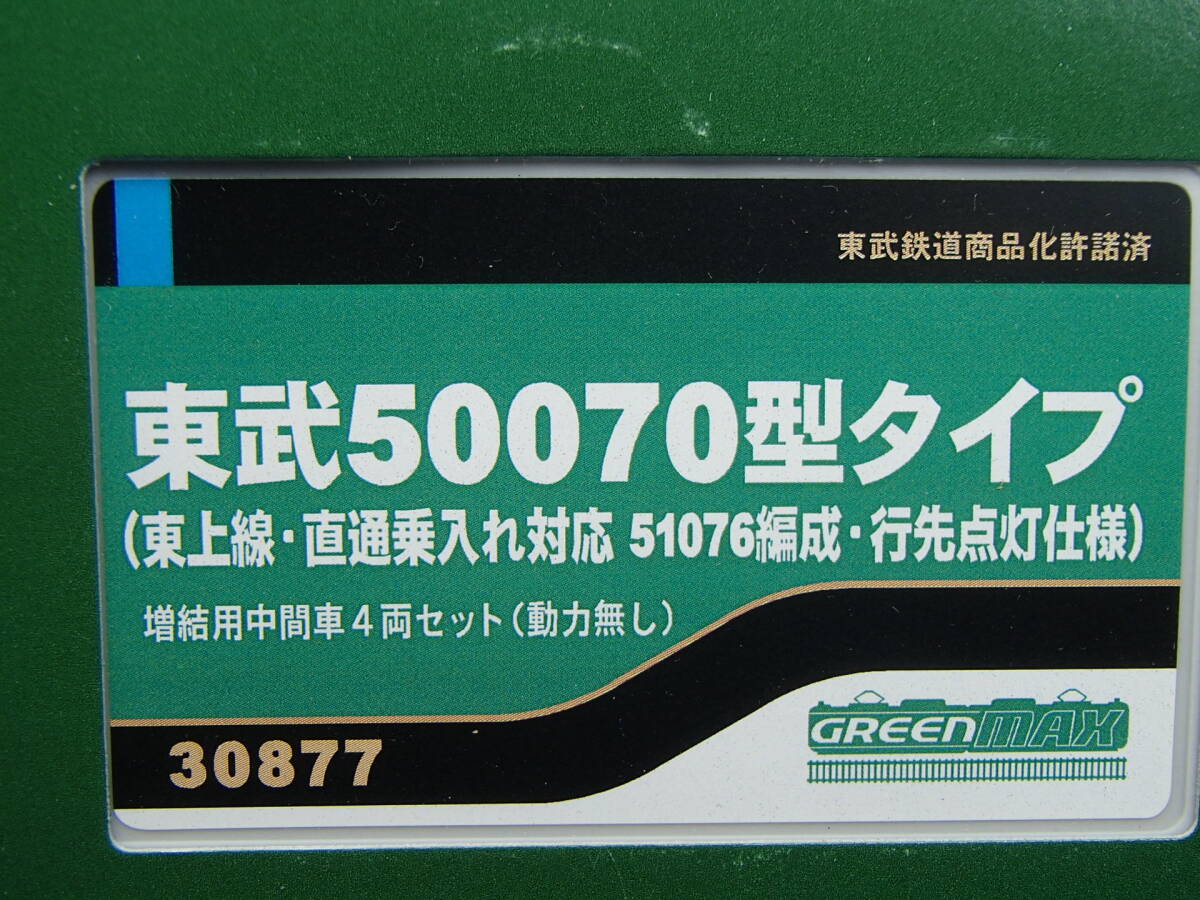 東武鉄道商品化許諾済
東武50070型タイプ
（東上線・直通乗入れ対応 51076編成・行先点灯仕様）
増結用中間車４両セット（動力無し）
30877
GREENMAX